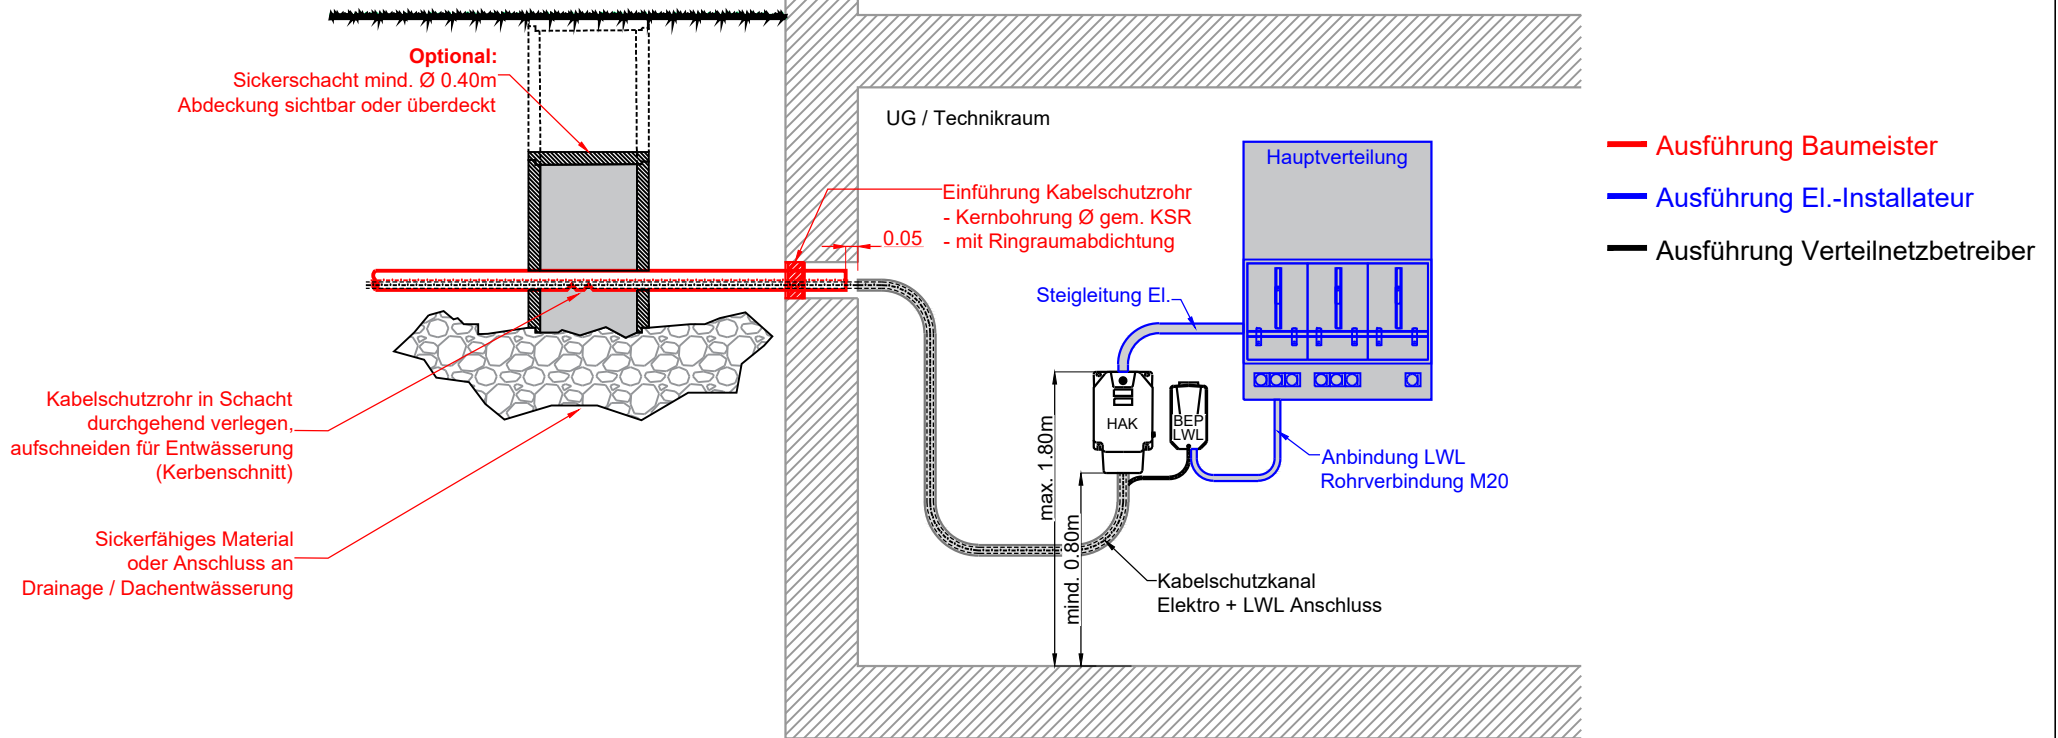 Optional:
Sickerschacht mind. Ø 0.40m
Abdeckung sichtbar oder überdeckt
UG / Technikraum
Einführung Kabelschutzrohr
- Kernbohrung Ø gem. KSR
- mit Ringraumabdichtung
0.05
Hauptverteilung
Steigleitung El.
HAK
BEP
LWL
max. 1.80m
mind. 0.80m
Anbindung LWL
Rohrverbindung M20
Kabelschutzkanal
Elektro + LWL Anschluss
Kabelschutzrohr in Schacht
durchgehend verlegen,
aufschneiden für Entwässerung
(Kerbenschnitt)
Sickerfähiges Material
oder Anschluss an
Drainage / Dachentwässerung
Ausführung Baumeister
Ausführung El.-Installateur
Ausführung Verteilnetzbetreiber